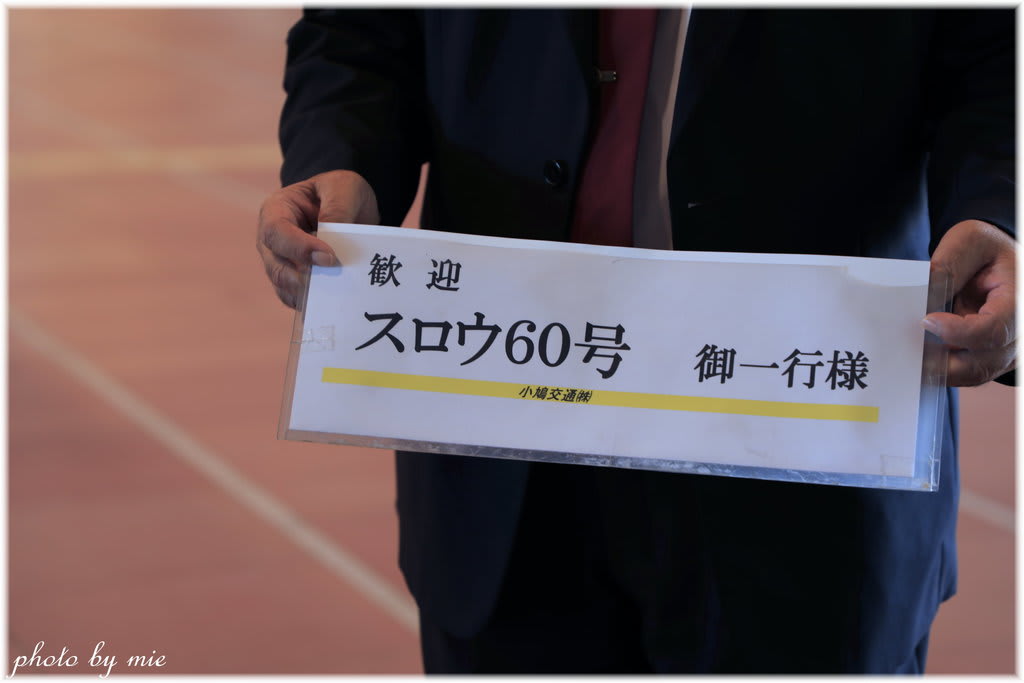 歓迎
スロウ60号 御一行様
小鳩交通㈱
photo by mie